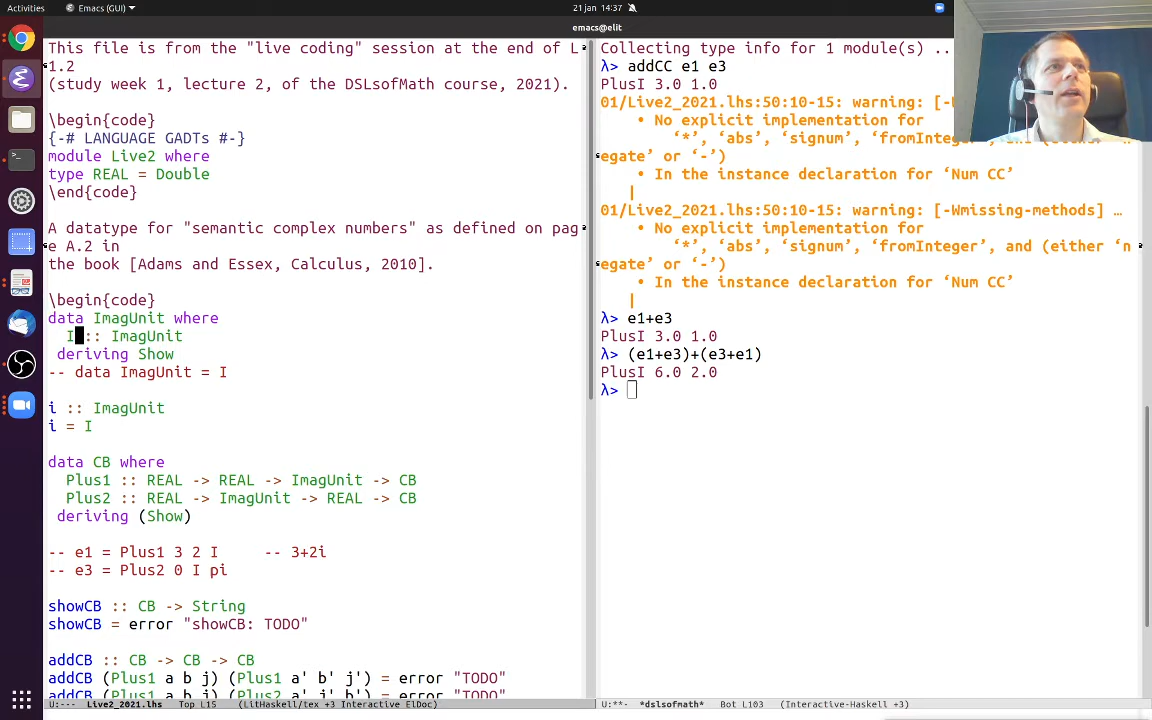 Activities
Emacs (GUI)
21 jan 14:37
emacs@elit
This file is from the "live coding" session at the end of L
1.2
(study week 1, lecture 2, of the DSLsofMath course, 2021).
\begin{code}
{-# LANGUAGE GADTs #-}
module Live2 where
type REAL = Double
\end{code}
A datatype for "semantic complex numbers" as defined on pag
e A.2 in
the book [Adams and Essex, Calculus, 2010].
\begin{code}
data ImagUnit where
I :: ImagUnit
deriving Show
-- data ImagUnit = I
i :: ImagUnit
i = I
data CB where
Plus1 :: REAL -> REAL -> ImagUnit -> CB
Plus2 :: REAL -> ImagUnit -> REAL -> CB
deriving (Show)
-- e1 = Plus1 3 2 I     -- 3+2i
-- e3 = Plus2 0 I pi
showCB :: CB -> String
showCB = error "showCB: TODO"
addCB :: CB -> CB -> CB
addCB (Plus1 a b j) (Plus1 a' b' j') = error "TODO"
addCB (Plus1 a b j) (Plus2 a' j' b') = error "TODO"
U:---  Live2_2021.lhs   Top L15   (LitHaskell/tex +3 Interactive ElDoc)
Collecting type info for 1 module(s) ..
λ> addCC e1 e3
PlusI 3.0 1.0
01/Live2_2021.lhs:50:10-15: warning: [-
• No explicit implementation for
‘*’, ‘abs’, ‘signum’, ‘fromInteger’,
egate’ or ‘-’)
• In the instance declaration for ‘Num CC’
|
01/Live2_2021.lhs:50:10-15: warning: [-Wmissing-methods] …
• No explicit implementation for
‘*’, ‘abs’, ‘signum’, ‘fromInteger’, and (either ‘n
egate’ or ‘-’)
• In the instance declaration for ‘Num CC’
|
λ> e1+e3
PlusI 3.0 1.0
λ> (e1+e3)+(e3+e1)
PlusI 6.0 2.0
λ>
U:**-  *dslsofmath*   Bot L103   (Interactive-Haskell +3)